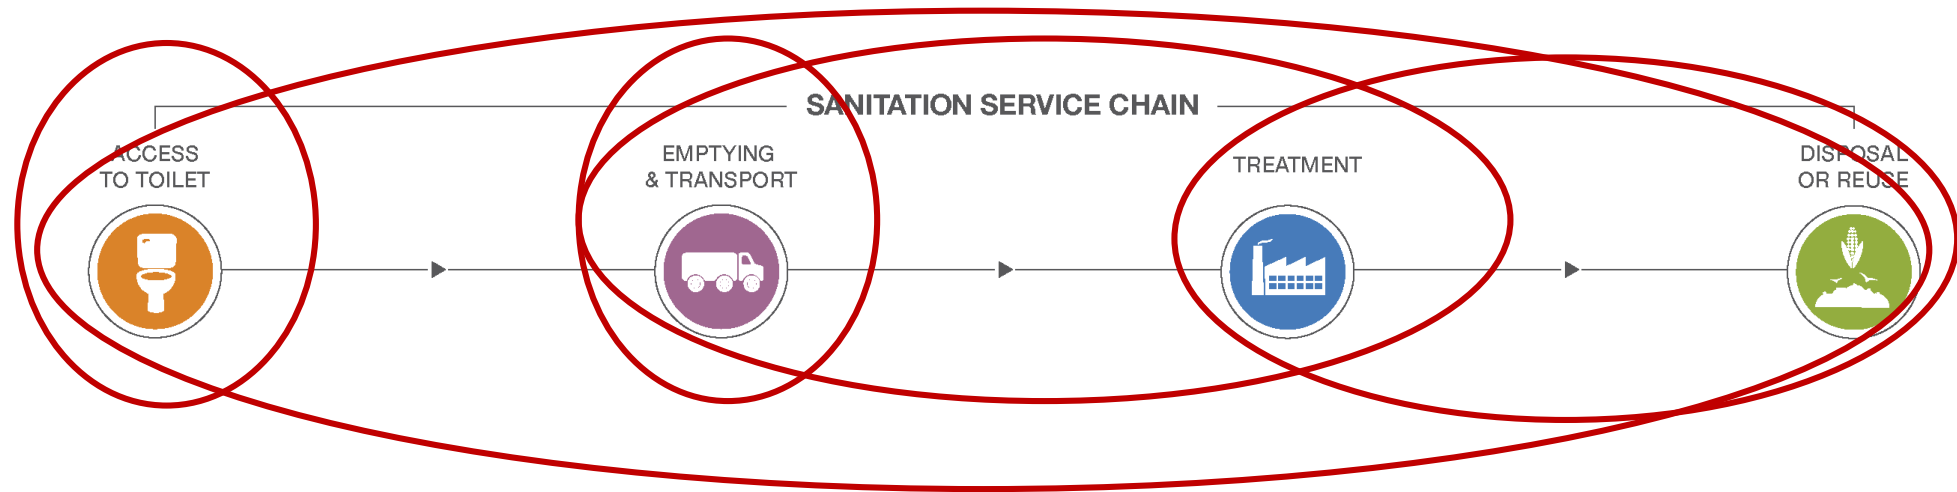 SANITATION SERVICE CHAIN
ACCESS
TO TOILET
EMPTYING
& TRANSPORT
TREATMENT
DISPOSAL
OR REUSE